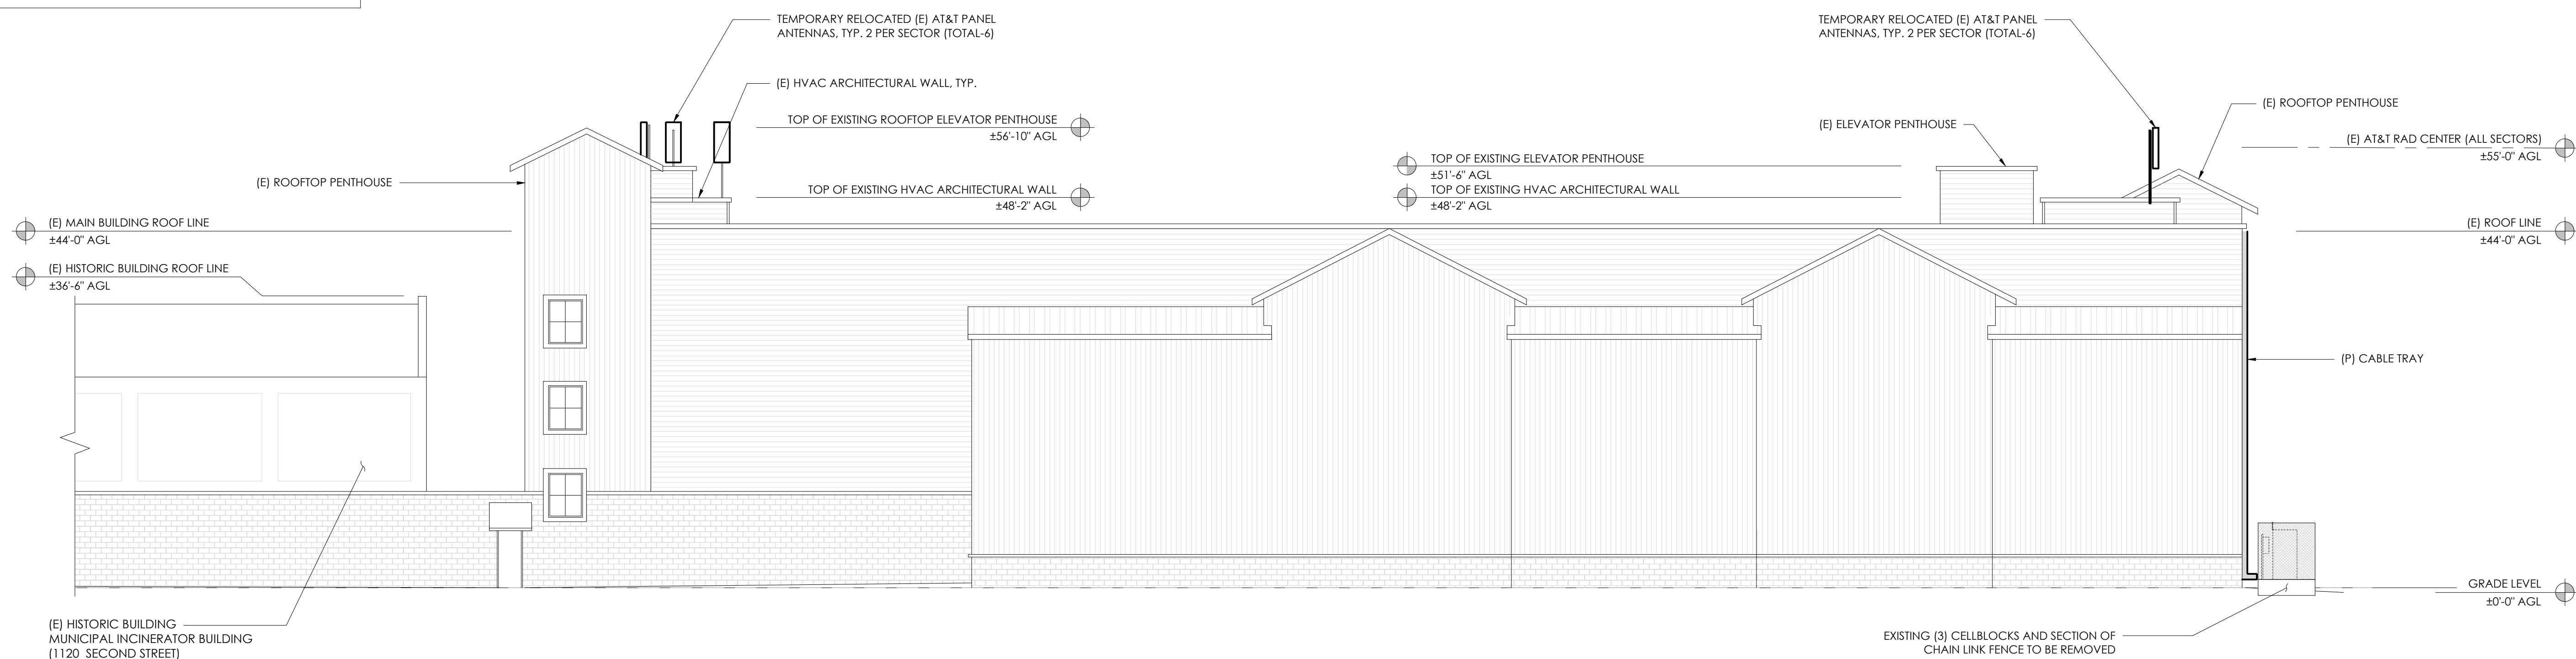 TEMPORARY RELOCATED (E) AT&T PANEL
ANTENNAS, TYP. 2 PER SECTOR (TOTAL-6)
(E) HVAC ARCHITECTURAL WALL, TYP.
TOP OF EXISTING ROOFTOP ELEVATOR PENTHOUSE
±56'-10" AGL
(E) ROOFTOP PENTHOUSE
TOP OF EXISTING HVAC ARCHITECTURAL WALL
±48'-2" AGL
(E) MAIN BUILDING ROOF LINE
±44'-0" AGL
(E) HISTORIC BUILDING ROOF LINE
±36'-6" AGL
(E) HISTORIC BUILDING
MUNICIPAL INCINERATOR BUILDING
(1120 SECOND STREET)
TEMPORARY RELOCATED (E) AT&T PANEL
ANTENNAS, TYP. 2 PER SECTOR (TOTAL-6)
(E) ROOFTOP PENTHOUSE
(E) ELEVATOR PENTHOUSE
(E) AT&T RAD CENTER (ALL SECTORS)
±55'-0" AGL
TOP OF EXISTING ELEVATOR PENTHOUSE
±51'-6" AGL
TOP OF EXISTING HVAC ARCHITECTURAL WALL
±48'-2" AGL
(E) ROOF LINE
±44'-0" AGL
(P) CABLE TRAY
GRADE LEVEL
±0'-0" AGL
EXISTING (3) CELLBLOCKS AND SECTION OF
CHAIN LINK FENCE TO BE REMOVED